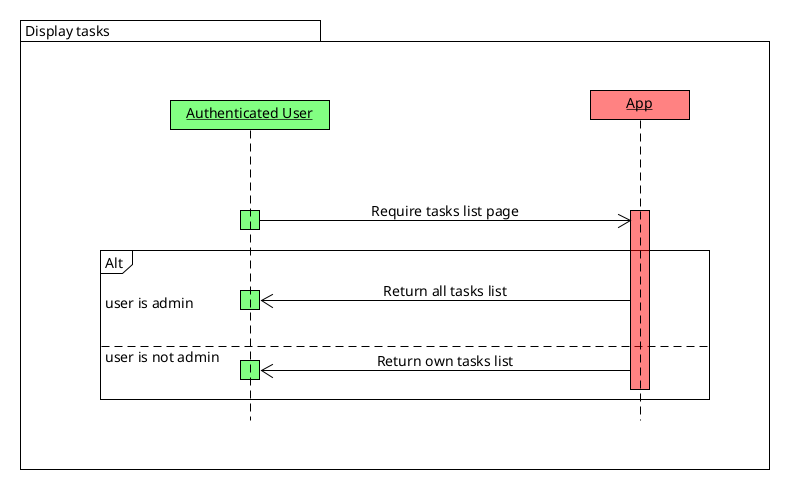 Display tasks
Authenticated User
App
Require tasks list page
Alt
Return all tasks list
user is admin
user is not admin
Return own tasks list